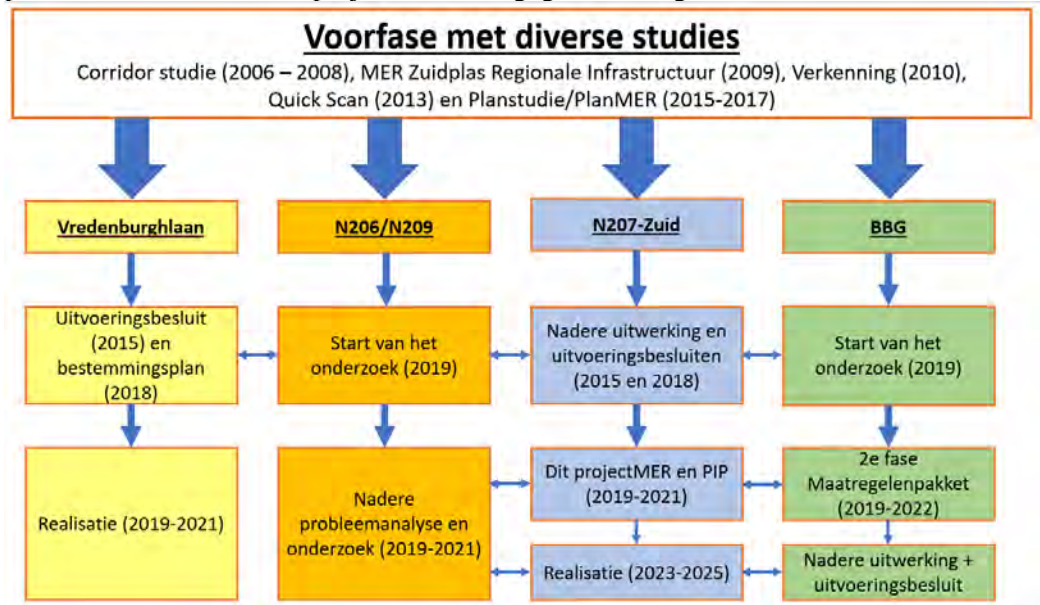 Voorfase met diverse studies
Corridor studie (2006 – 2008), MER Zuidplas Regionale Infrastructuur (2009), Verkenning (2010),
Quick Scan (2013) en Planstudie/PlanMER (2015-2017)
Vredenburghlaan
N206/N209
N207-Zuid
BBG
Uitvoeringsbesluit
(2015) en
bestemmingsplan
(2018)
Start van het
onderzoek (2019)
Nadere uitwerking en
uitvoeringsbesluiten
(2015 en 2018)
Start van het
onderzoek (2019)
Realisatie (2019-2021)
Nadere
probleemanalyse en
onderzoek (2019-2021)
Dit projectMER en PIP
(2019-2021)
2e fase
Maatregelenpakket
(2019-2022)
Realisatie (2023-2025)
Nadere uitwerking +
uitvoeringsbesluit